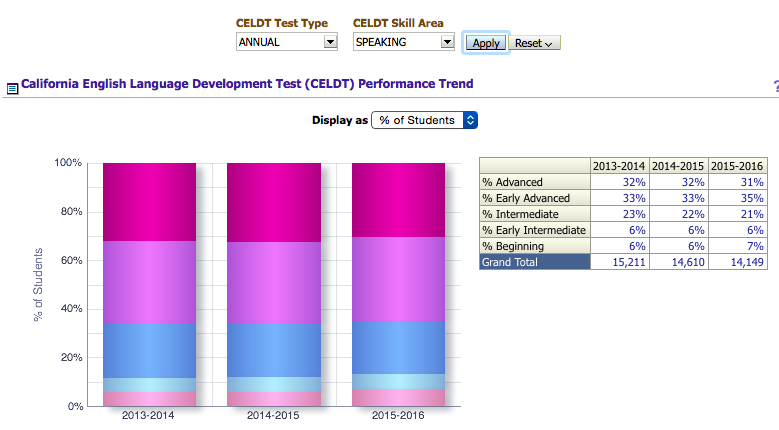 CELDT Test Type CELDT Skill Area
ANNUAL SPEAKING Apply Reset
California English Language Development Test (CELDT) Performance Trend ?
Display as % of Students
% of Students
100%
80%
60%
40%
20%
0%
2013-2014 2014-2015 2015-2016
2013-2014 2014-2015 2015-2016
% Advanced 32% 32% 31%
% Early Advanced 33% 33% 35%
% Intermediate 23% 22% 21%
% Early Intermediate 6% 6% 6%
% Beginning 6% 6% 7%
Grand Total 15,211 14,610 14,149